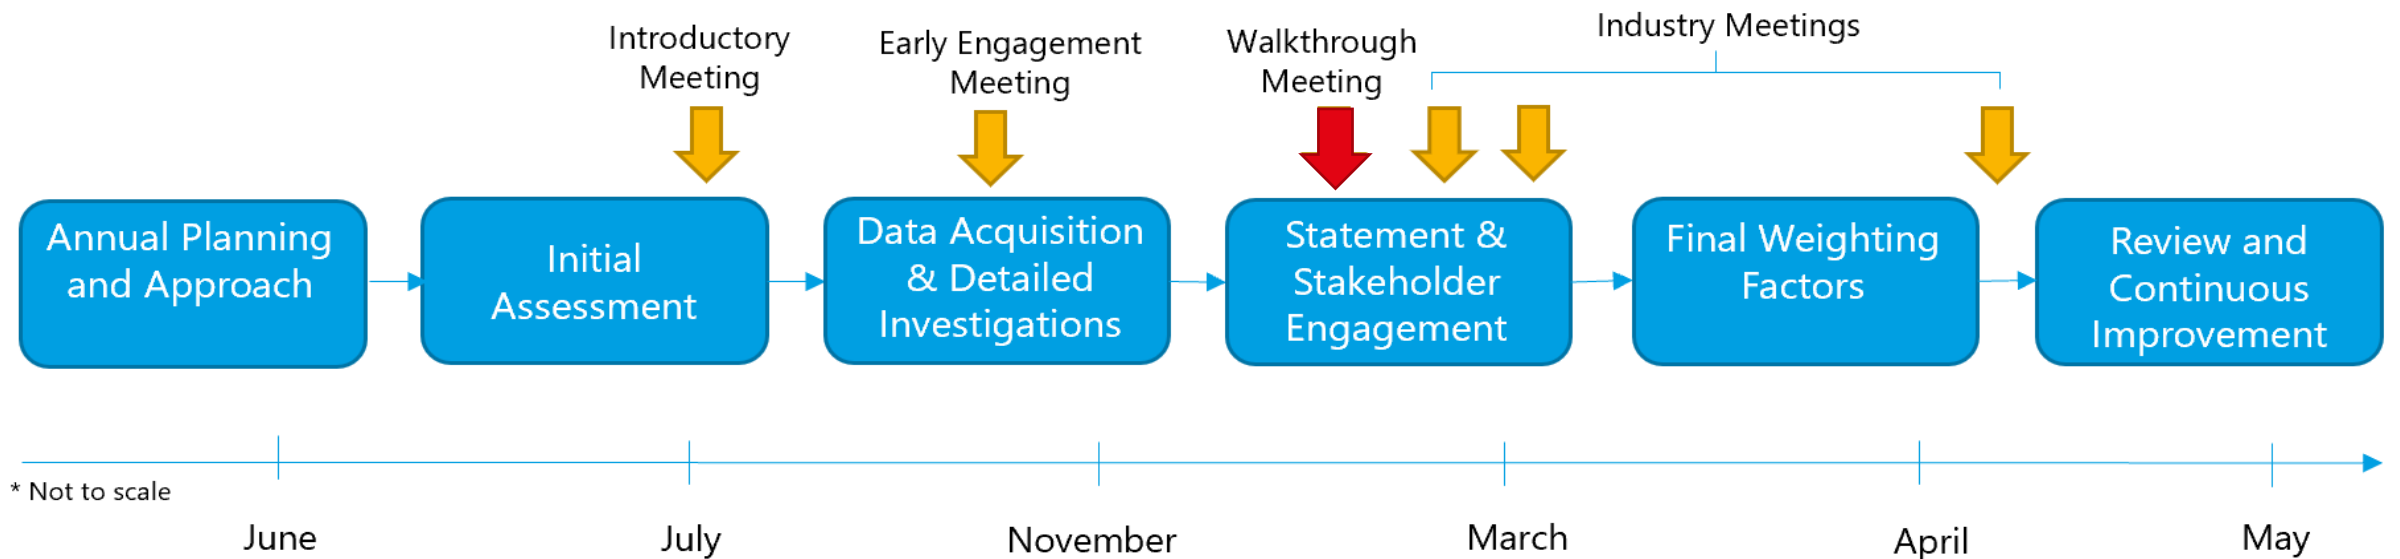 Introductory
Meeting
Early Engagement
Meeting
Walkthrough
Meeting
Industry Meetings
Annual Planning
and Approach
Initial
Assessment
Data Acquisition
& Detailed
Investigations
Statement &
Stakeholder
Engagement
Final Weighting
Factors
Review and
Continuous
Improvement
* Not to scale
June
July
November
March
April
May